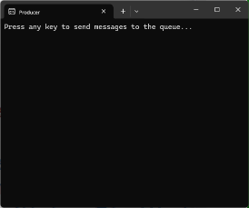 Producer
Press any key to send messages to the queue...